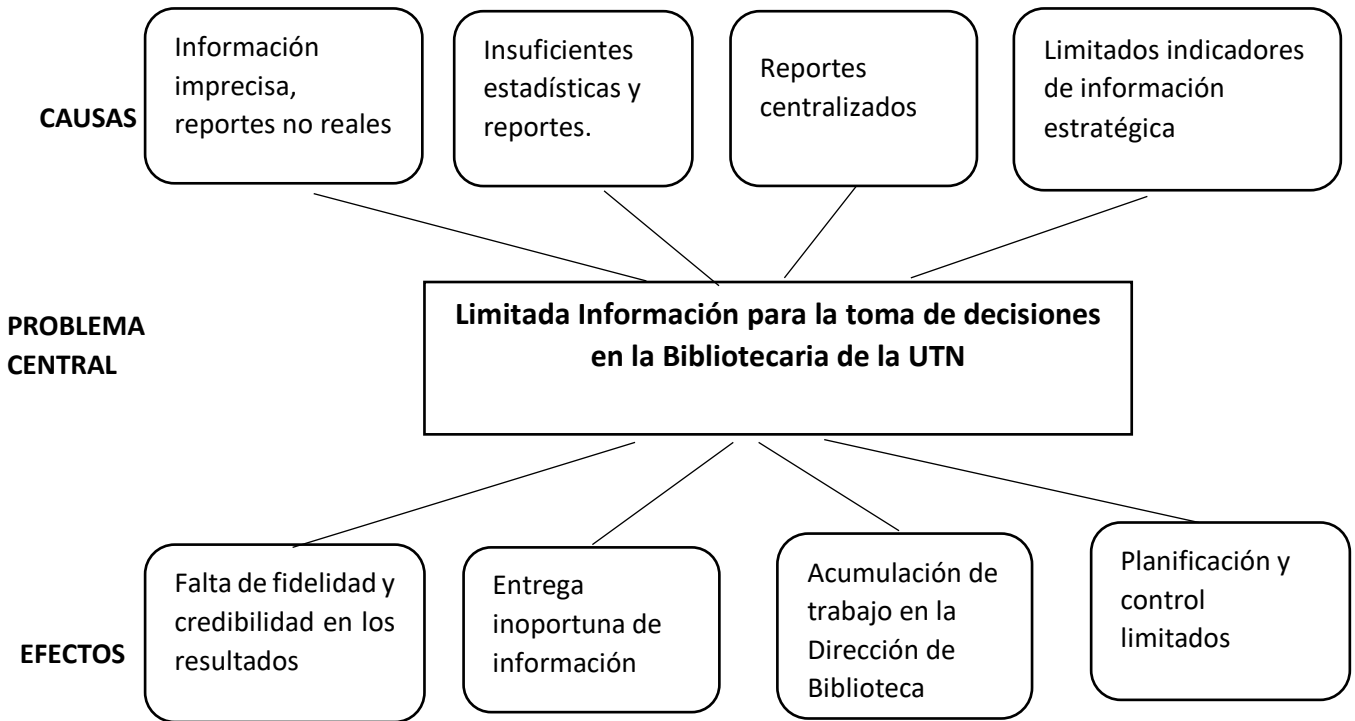 Información
imprecisa,
reportes no reales
Insuficientes
estadísticas y
reportes.
Reportes
centralizados
Limitados indicadores
de información
estratégica
CAUSAS
PROBLEMA
CENTRAL
Limitada Información para la toma de decisiones
en la Bibliotecaria de la UTN
EFECTOS
Falta de fidelidad y
credibilidad en los
resultados
Entrega
inoportuna de
información
Acumulación de
trabajo en la
Dirección de
Biblioteca
Planificación y
control
limitados